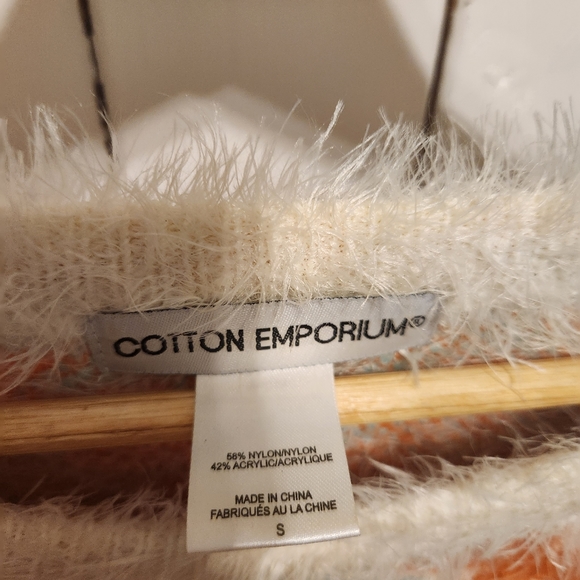 COTTON EMPORIUM®
58% NYLON/NYLON
42% ACRYLIC/ACRYLIQUE
MADE IN CHINA
FABRIQUÉS AU LA CHINE
S